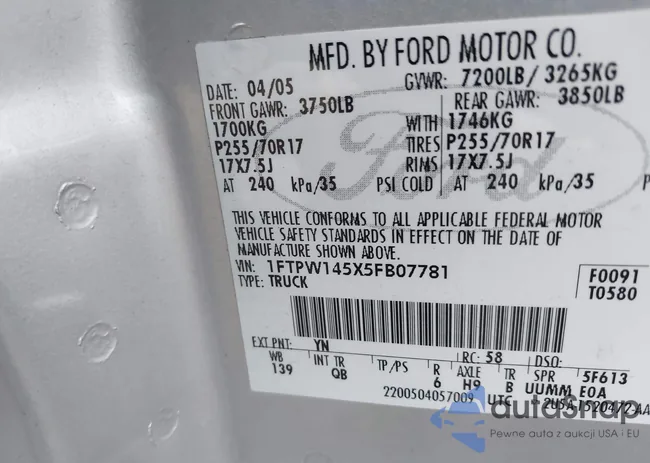 MFD. BY FORD MOTOR CO.
DATE: 04/05 GVWR: 7200LB/ 3265KG
FRONT GAWR: 3750LB REAR GAWR: 3850LB
1700KG WITH 1746KG
P255/70R17 TIRES P255/70R17
17X7.5J RIMS 17X7.5J
AT 240 kPa/35 PSI COLD AT 240 kPa/35 P
THIS VEHICLE CONFORMS TO ALL APPLICABLE FEDERAL MOTOR
VEHICLE SAFETY STANDARDS IN EFFECT ON THE DATE OF
MANUFACTURE SHOWN ABOVE.
VIN: 1FTPW145X5FB07781 F0091
TYPE: TRUCK T0580
EXT PNT: YN RC: 58 DSO:
WB INT TR TP/PS R AXLE TR SPR 5F613
139 QB 6 H9 B UUMM E0A
2200504057009 UTC
Ford
autoSnap
Pewne auta z aukcji USA i EU